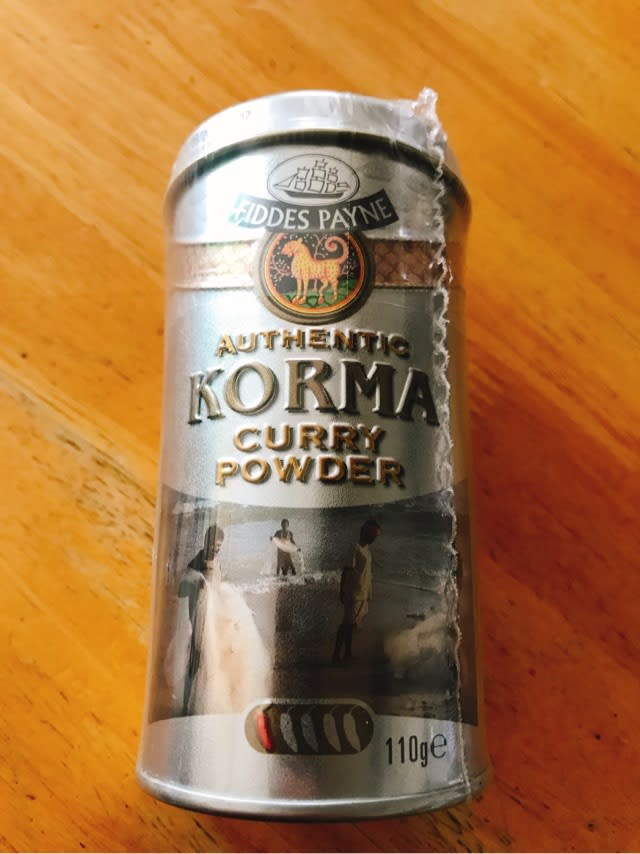 FIDDES PAYNE
AUTHENTIC
KORMA
CURRY
POWDER
110g℮